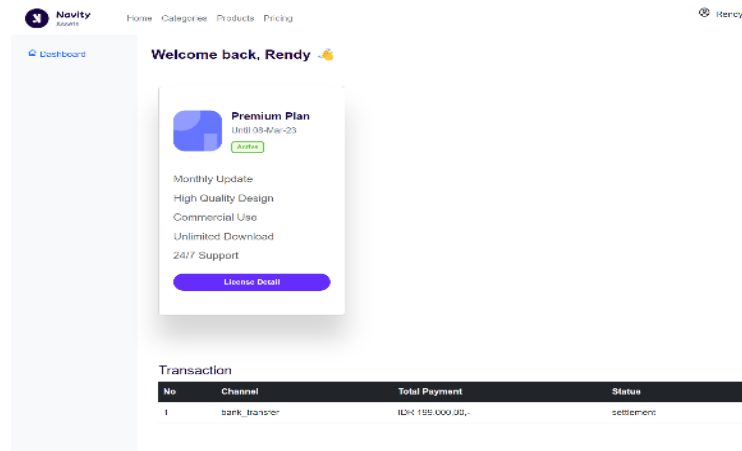 Navity
Assets
Home Categories Products Pricing
Rendy
Dashboard
Welcome back, Rendy 👋
Premium Plan
Until 08-Mar-23
Active
Monthly Update
High Quality Design
Commercial Use
Unlimited Download
24/7 Support
License Detail
Transaction
No Channel Total Payment Status
1 bank_transfer IDR 199.000,00,- settlement